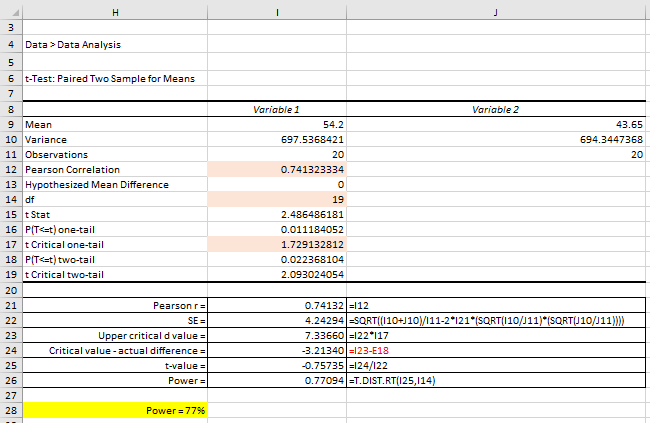 H I J
3
4 Data > Data Analysis
5
6 t-Test: Paired Two Sample for Means
7
8 Variable 1 Variable 2
9 Mean 54.2 43.65
10 Variance 697.5368421 694.3447368
11 Observations 20 20
12 Pearson Correlation 0.741323334
13 Hypothesized Mean Difference 0
14 df 19
15 t Stat 2.486486181
16 P(T<=t) one-tail 0.011184052
17 t Critical one-tail 1.729132812
18 P(T<=t) two-tail 0.022368104
19 t Critical two-tail 2.093024054
20
21 Pearson r = 0.74132 =I12
22 SE = 4.24294 =SQRT((I10+J10)/I11-2*I21*(SQRT(I10/J11)*(SQRT(J10/J11))))
23 Upper critical d value = 7.33660 =I22*I17
24 Critical value - actual difference = -3.21340 =I23-E18
25 t-value = -0.75735 =I24/I22
26 Power = 0.77094 =T.DIST.RT(I25,I14)
27
28 Power = 77%